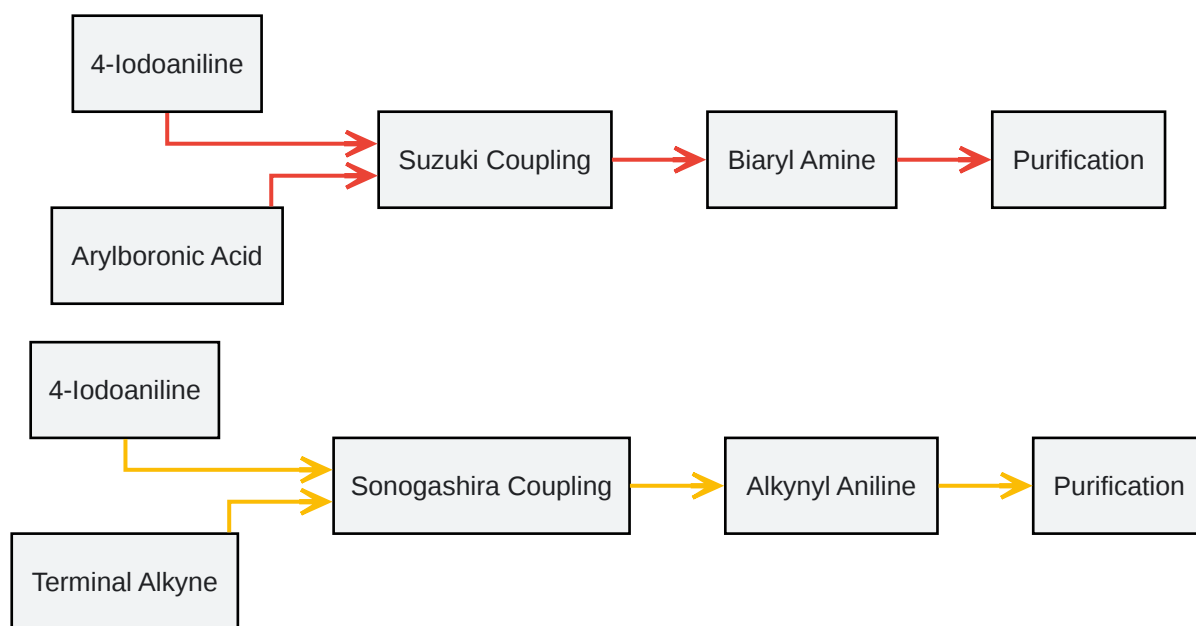 4-Iodoaniline
Arylboronic Acid
Suzuki Coupling
Biaryl Amine
Purification
4-Iodoaniline
Terminal Alkyne
Sonogashira Coupling
Alkynyl Aniline
Purification